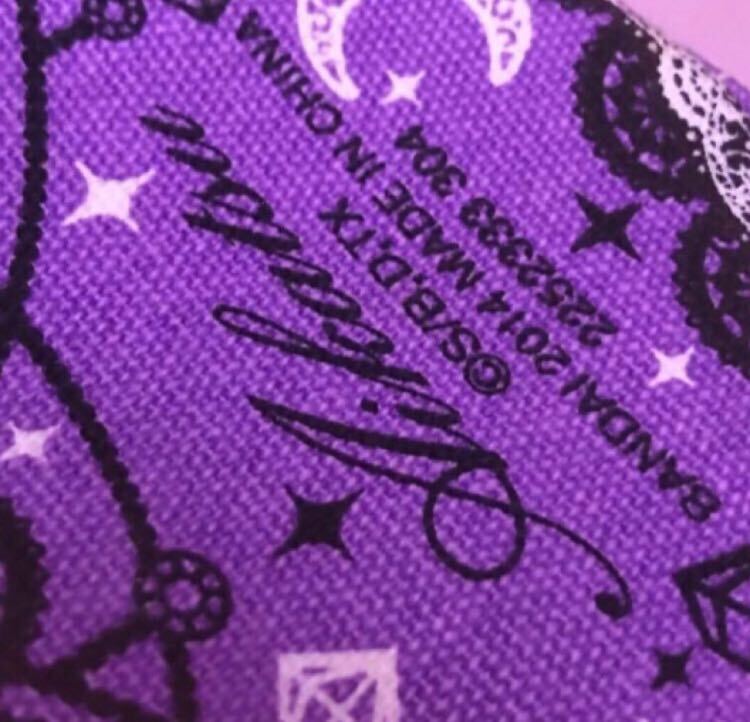 ©S/B,D,TX
BANDAI 2014 MADE IN CHINA
2252333 304